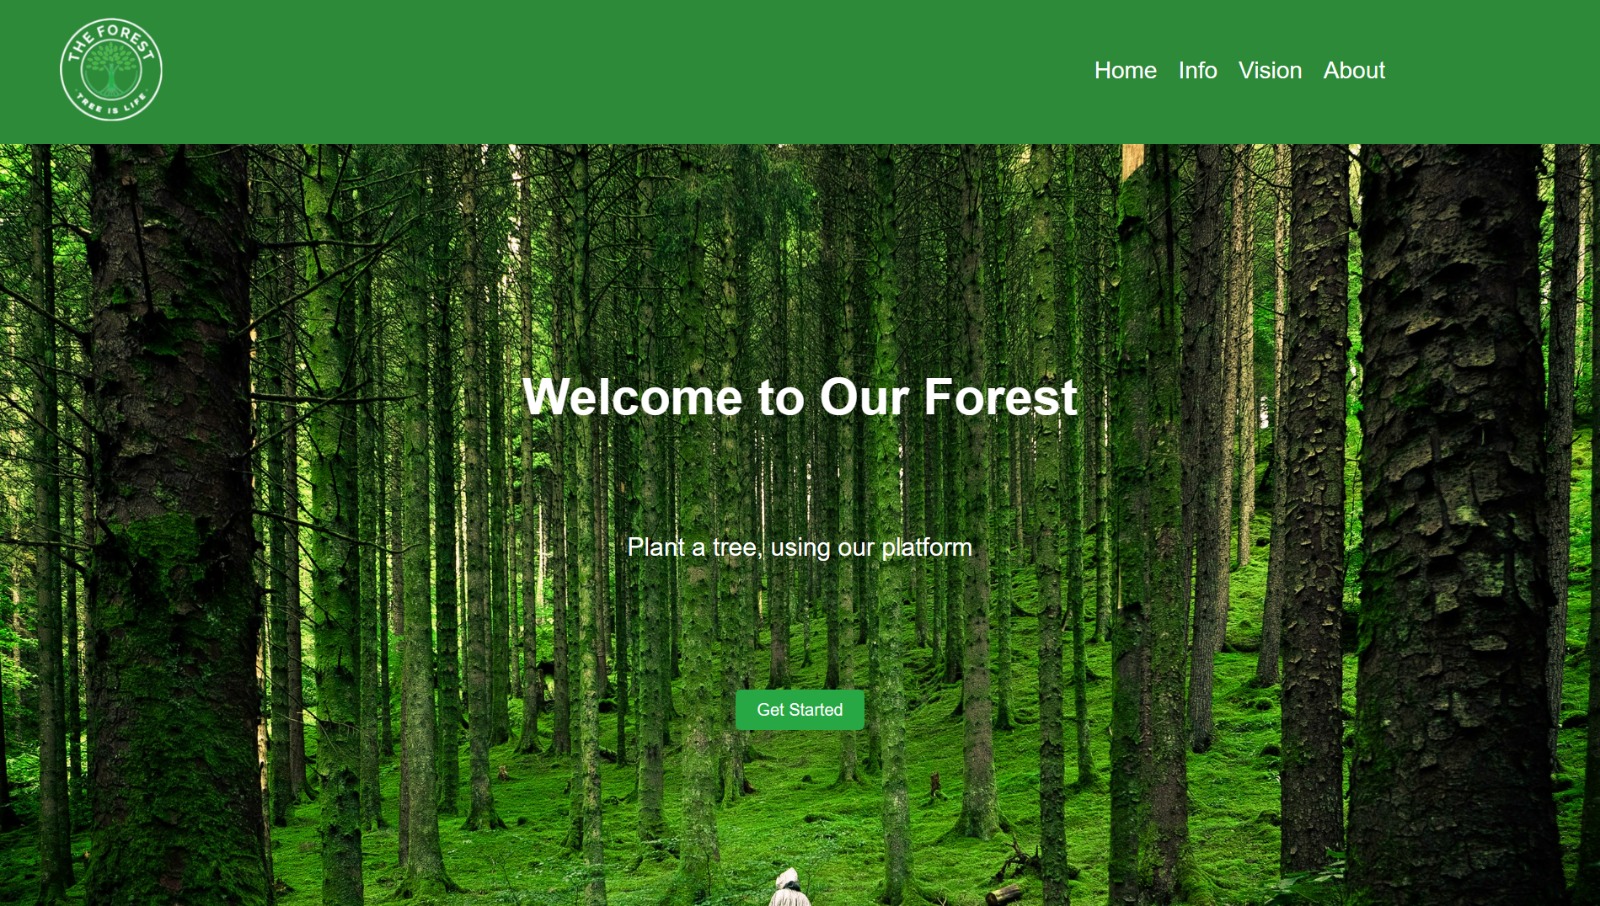 THE FOREST
TREE IS LIFE
Home Info Vision About
Welcome to Our Forest
Plant a tree, using our platform
Get Started